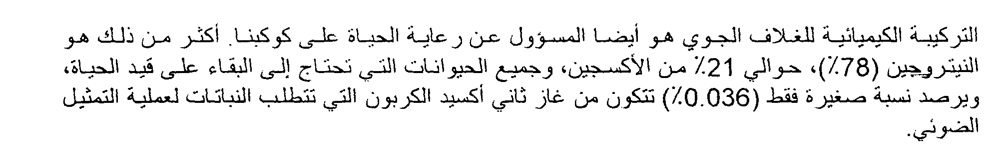 التركيبة الكيميائية للغلاف الجوي هو أيضا المسؤول عن رعاية الحياة على كوكبنا. أكثر من ذلك هو
النيتروجين (78٪)، حوالي 21٪ من الأكسجين، وجميع الحيوانات التي تحتاج إلى البقاء على قيد الحياة،
ويرصد نسبة صغيرة فقط (0.036٪) تتكون من غاز ثاني أكسيد الكربون التي تتطلب النباتات لعملية التمثيل
الضوئي.